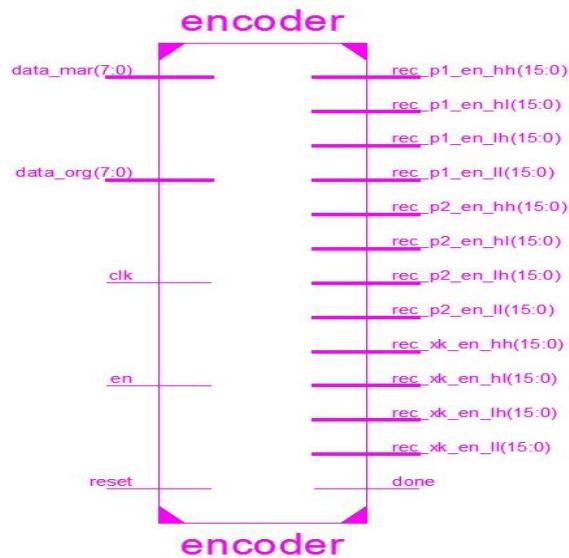 encoder
data_mar(7:0)
data_org(7:0)
clk
en
reset
rec_p1_en_hh(15:0)
rec_p1_en_hl(15:0)
rec_p1_en_lh(15:0)
rec_p1_en_ll(15:0)
rec_p2_en_hh(15:0)
rec_p2_en_hl(15:0)
rec_p2_en_lh(15:0)
rec_p2_en_ll(15:0)
rec_xk_en_hh(15:0)
rec_xk_en_hl(15:0)
rec_xk_en_lh(15:0)
rec_xk_en_ll(15:0)
done
encoder